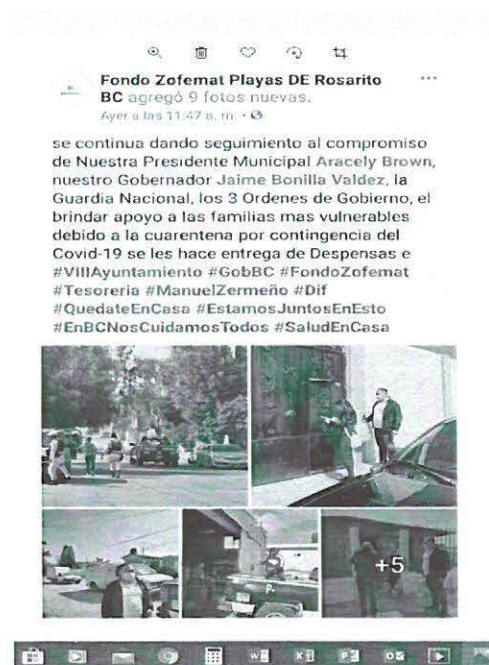 Fondo Zofemat Playas DE Rosarito
BC agregó 9 fotos nuevas.
Ayer a las 11:47 a. m.
se continua dando seguimiento al compromiso
de Nuestra Presidente Municipal Aracely Brown,
nuestro Gobernador Jaime Bonilla Valdez, la
Guardia Nacional, los 3 Ordenes de Gobierno, el
brindar apoyo a las familias mas vulnerables
debido a la cuarentena por contingencia del
Covid-19 se les hace entrega de Despensas e
#VIIIAyuntamiento #GobBC #FondoZofemat
#Tesoreria #ManuelZermeño #Dif
#QuedateEnCasa #EstamosJuntosEnEsto
#EnBCNosCuidamosTodos #SaludEnCasa
P.
+5